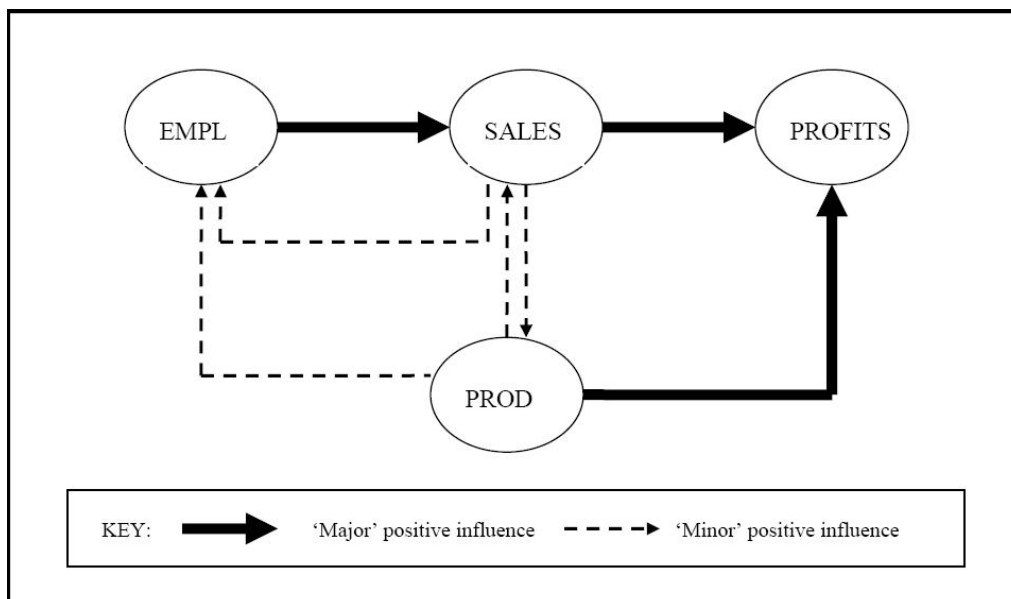 EMPL SALES PROFITS
PROD
KEY: ‘Major’ positive influence ‘Minor’ positive influence